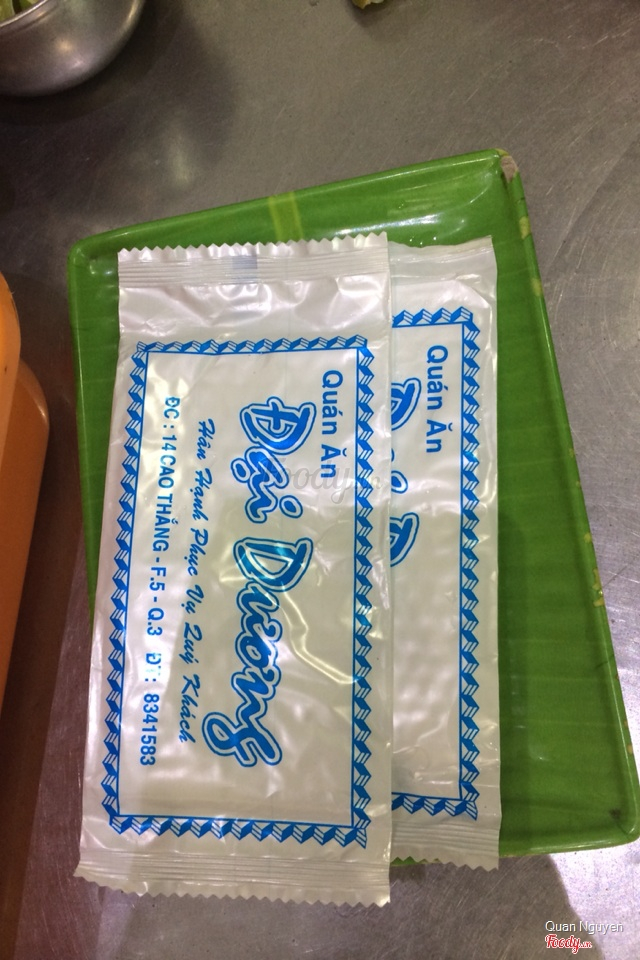 Quán Ăn
Đại Dương
Hân Hạnh Phục Vụ Quý Khách
ĐC : 14 CAO THẮNG - F.5 - Q.3 ĐT : 8341583
Quán Ăn
Foody
Quan Nguyen
Foody.vn